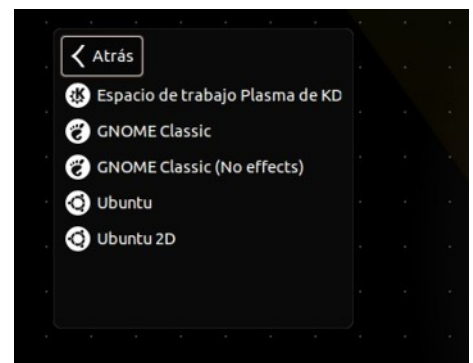 Atrás
Espacio de trabajo Plasma de KD
GNOME Classic
GNOME Classic (No effects)
Ubuntu
Ubuntu 2D